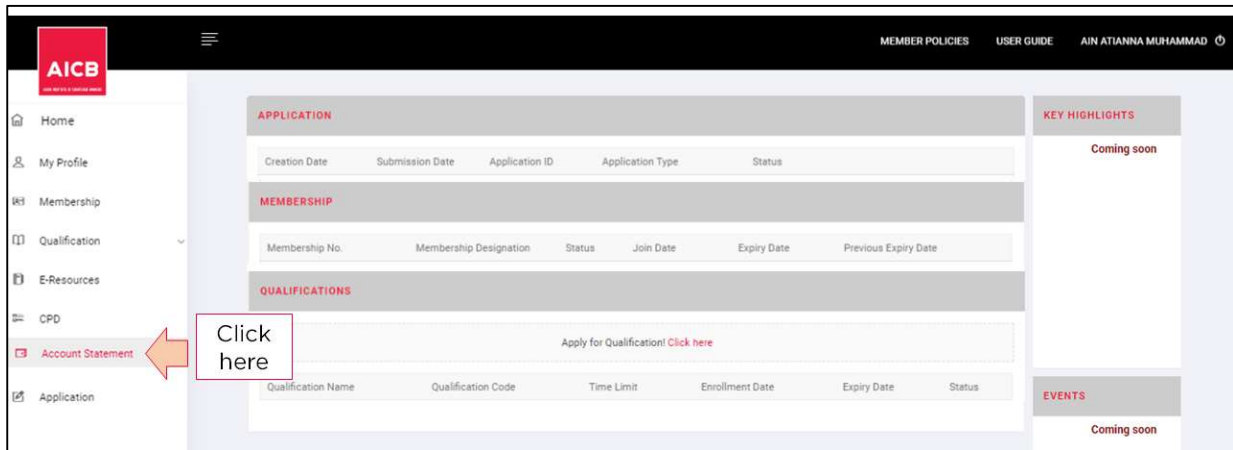 MEMBER POLICIES USER GUIDE AIN ATIANNA MUHAMMAD
AICB
Home
My Profile
Membership
Qualification
E-Resources
CPD
Account Statement
Application
Click
here
APPLICATION
Creation Date Submission Date Application ID Application Type Status
MEMBERSHIP
Membership No. Membership Designation Status Join Date Expiry Date Previous Expiry Date
QUALIFICATIONS
Apply for Qualification! Click here
Qualification Name Qualification Code Time Limit Enrollment Date Expiry Date Status
KEY HIGHLIGHTS
Coming soon
EVENTS
Coming soon